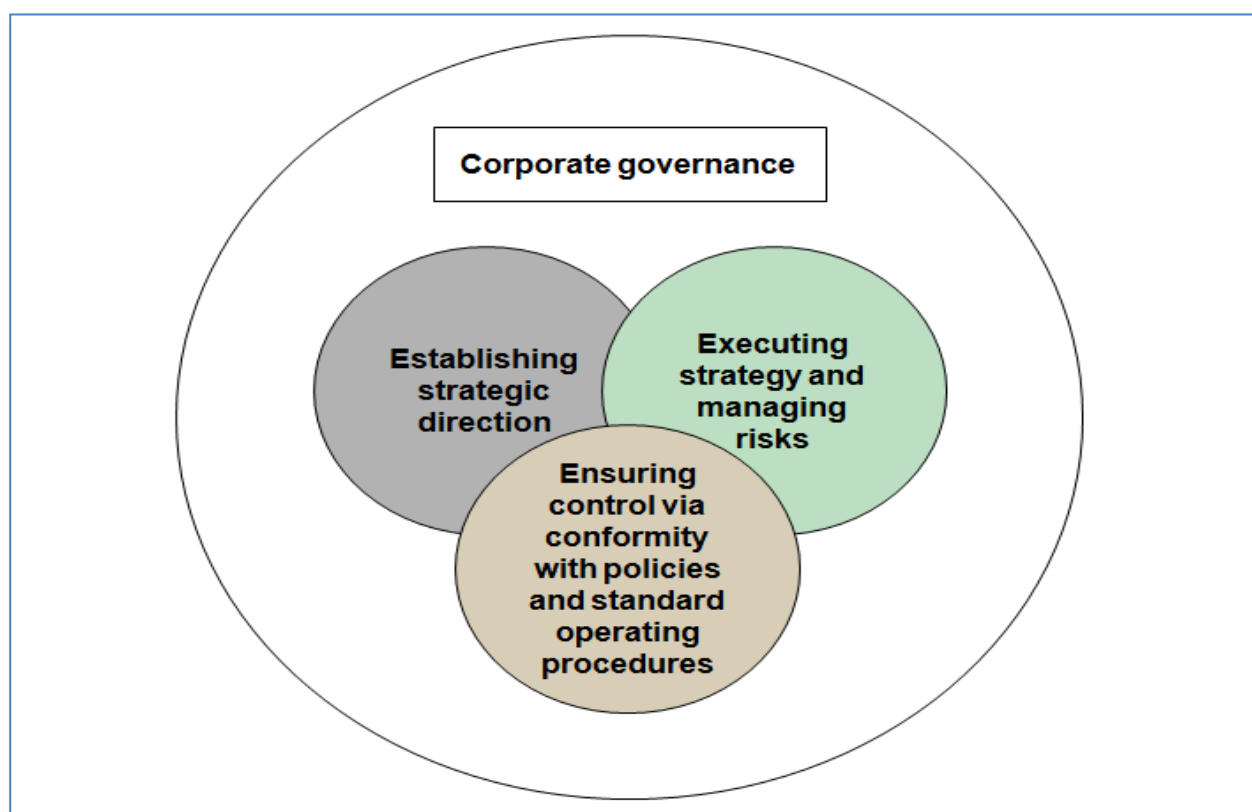 Corporate governance
Establishing
strategic
direction
Executing
strategy and
managing
risks
Ensuring
control via
conformity
with policies
and standard
operating
procedures